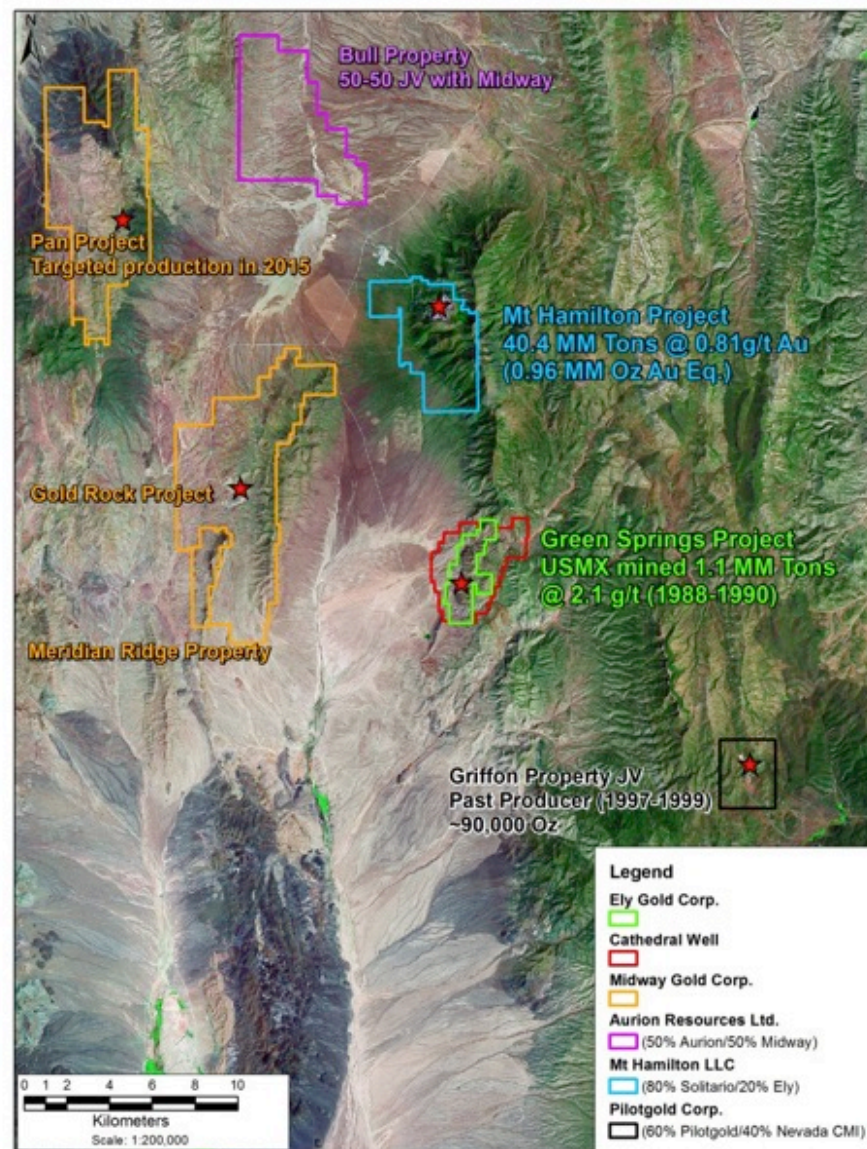 N
Bull Property
50-50 JV with Midway
Pan Project
Targeted production in 2015
Mt Hamilton Project
40.4 MM Tons @ 0.81g/t Au
(0.96 MM Oz Au Eq.)
Gold Rock Project
Green Springs Project
USMX mined 1.1 MM Tons
@ 2.1 g/t (1988-1990)
Meridian Ridge Property
Griffon Property JV
Past Producer (1997-1999)
~90,000 Oz
Legend
Ely Gold Corp.
Cathedral Well
Midway Gold Corp.
Aurion Resources Ltd.
(50% Aurion/50% Midway)
Mt Hamilton LLC
(80% Solitario/20% Ely)
Pilotgold Corp.
(60% Pilotgold/40% Nevada CMI)
0 1 2 4 6 8 10
Kilometers
Scale: 1:200,000